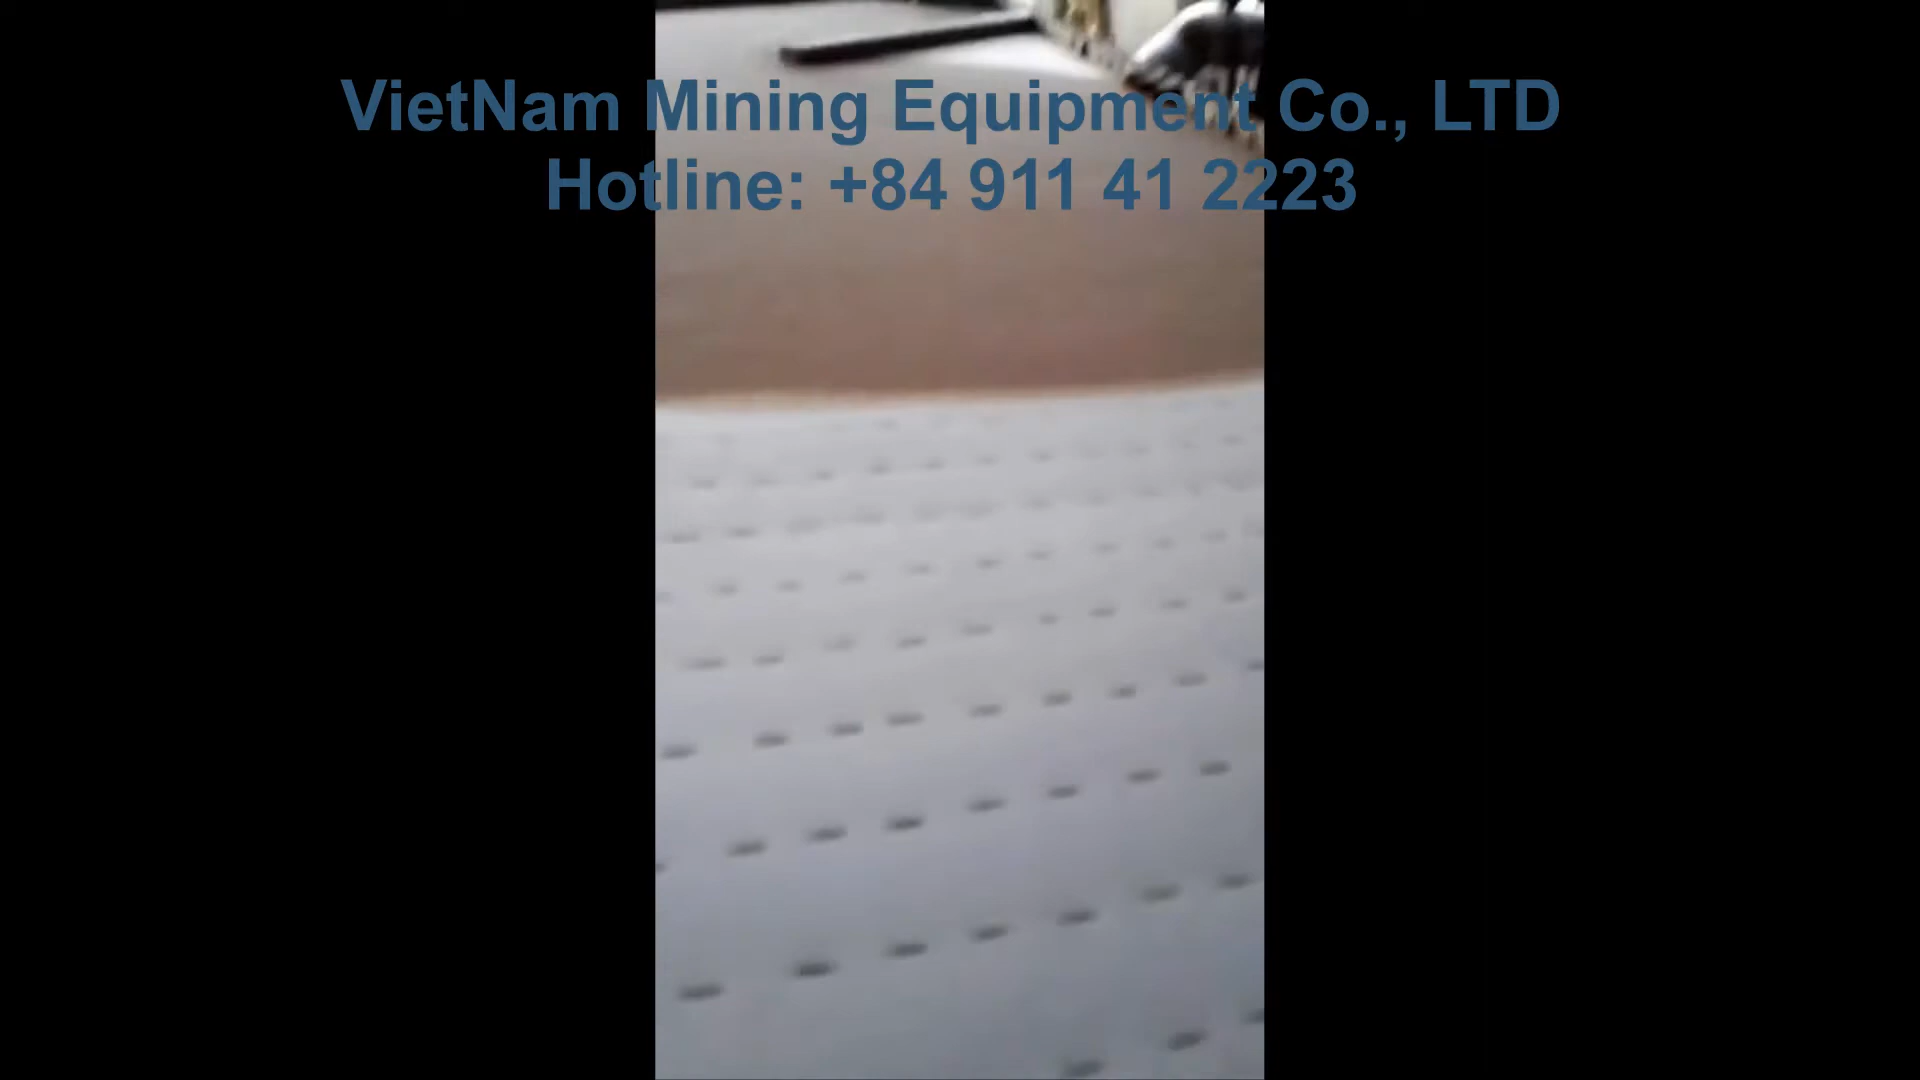 VietNam Mining Equipment Co., LTD
Hotline: +84 911 41 2223